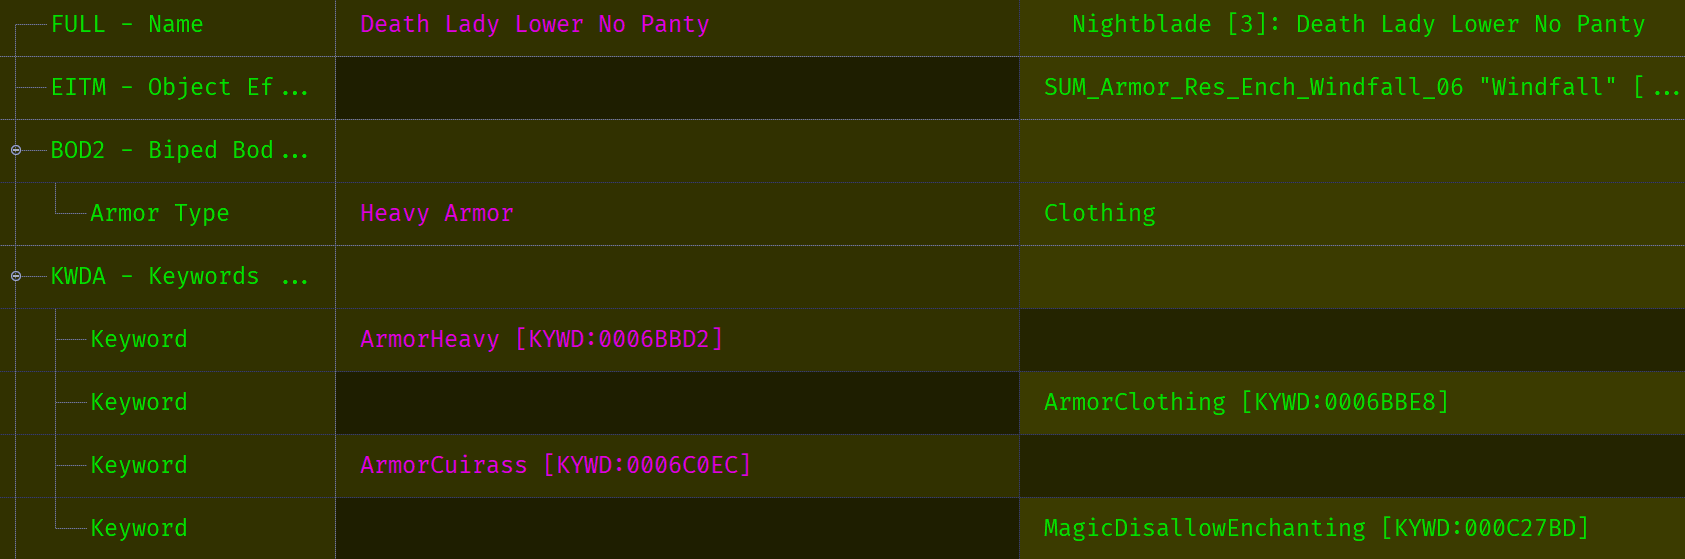 FULL - Name Death Lady Lower No Panty Nightblade [3]: Death Lady Lower No Panty
EITM - Object Ef... SUM_Armor_Res_Ench_Windfall_06 "Windfall" [...
BOD2 - Biped Bod...
Armor Type Heavy Armor Clothing
KWDA - Keywords ...
Keyword ArmorHeavy [KYWD:0006BBD2]
Keyword ArmorClothing [KYWD:0006BBE8]
Keyword ArmorCuirass [KYWD:0006C0EC]
Keyword MagicDisallowEnchanting [KYWD:000C27BD]